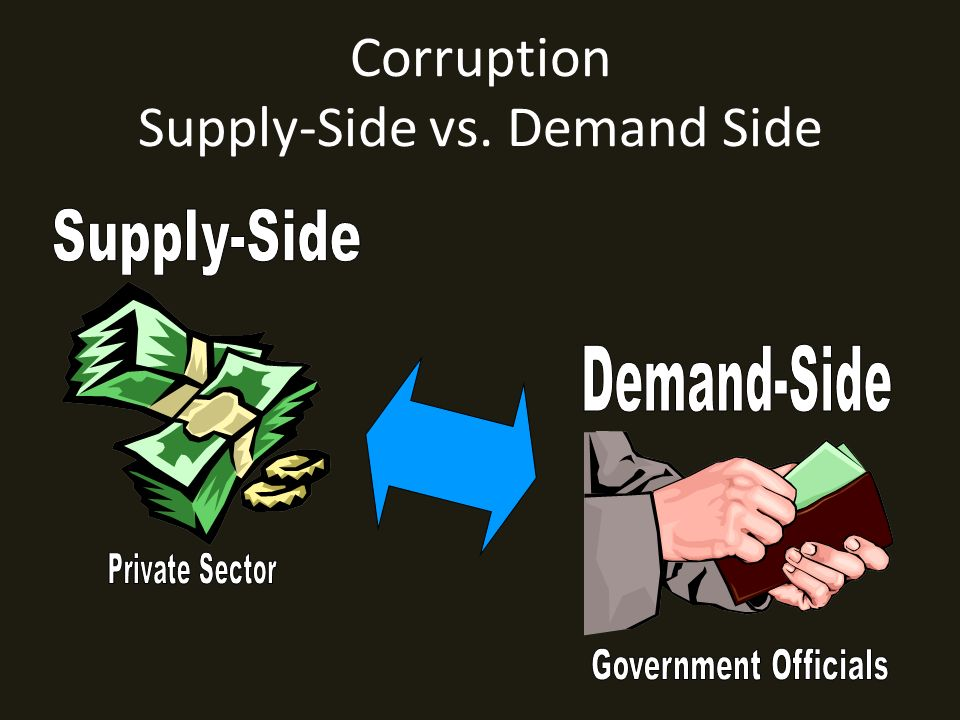 Corruption
Supply-Side vs. Demand Side
Supply-Side
Private Sector
Demand-Side
Government Officials